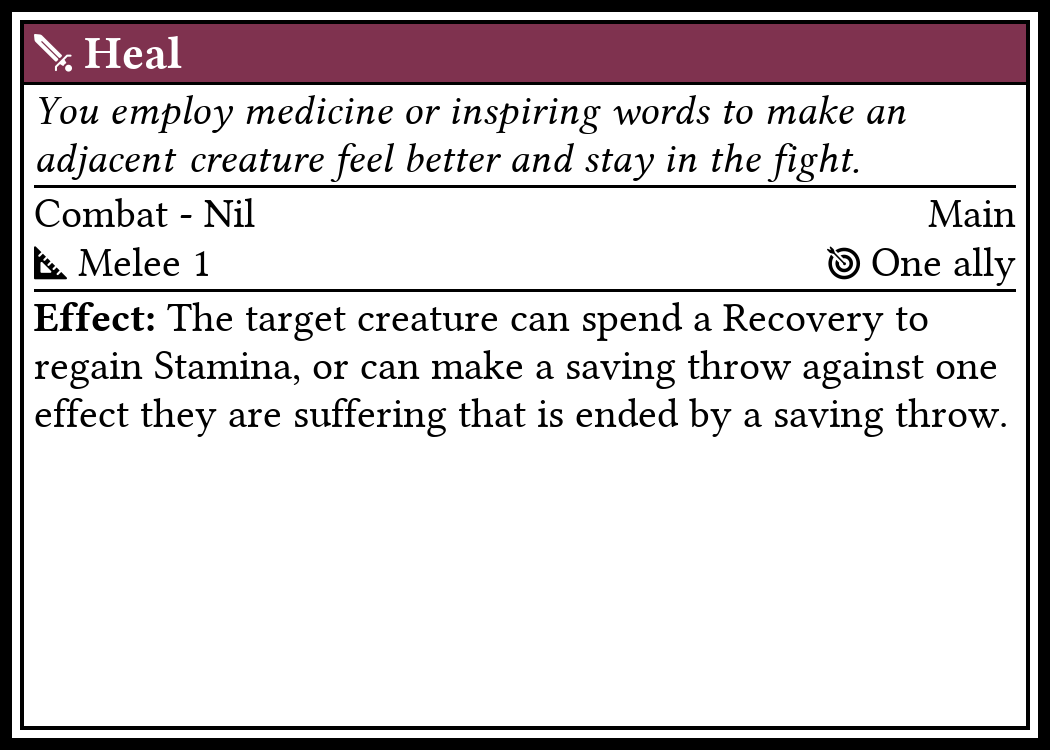 Heal
You employ medicine or inspiring words to make an
adjacent creature feel better and stay in the fight.
Combat - Nil Main
Melee 1 One ally
Effect: The target creature can spend a Recovery to
regain Stamina, or can make a saving throw against one
effect they are suffering that is ended by a saving throw.